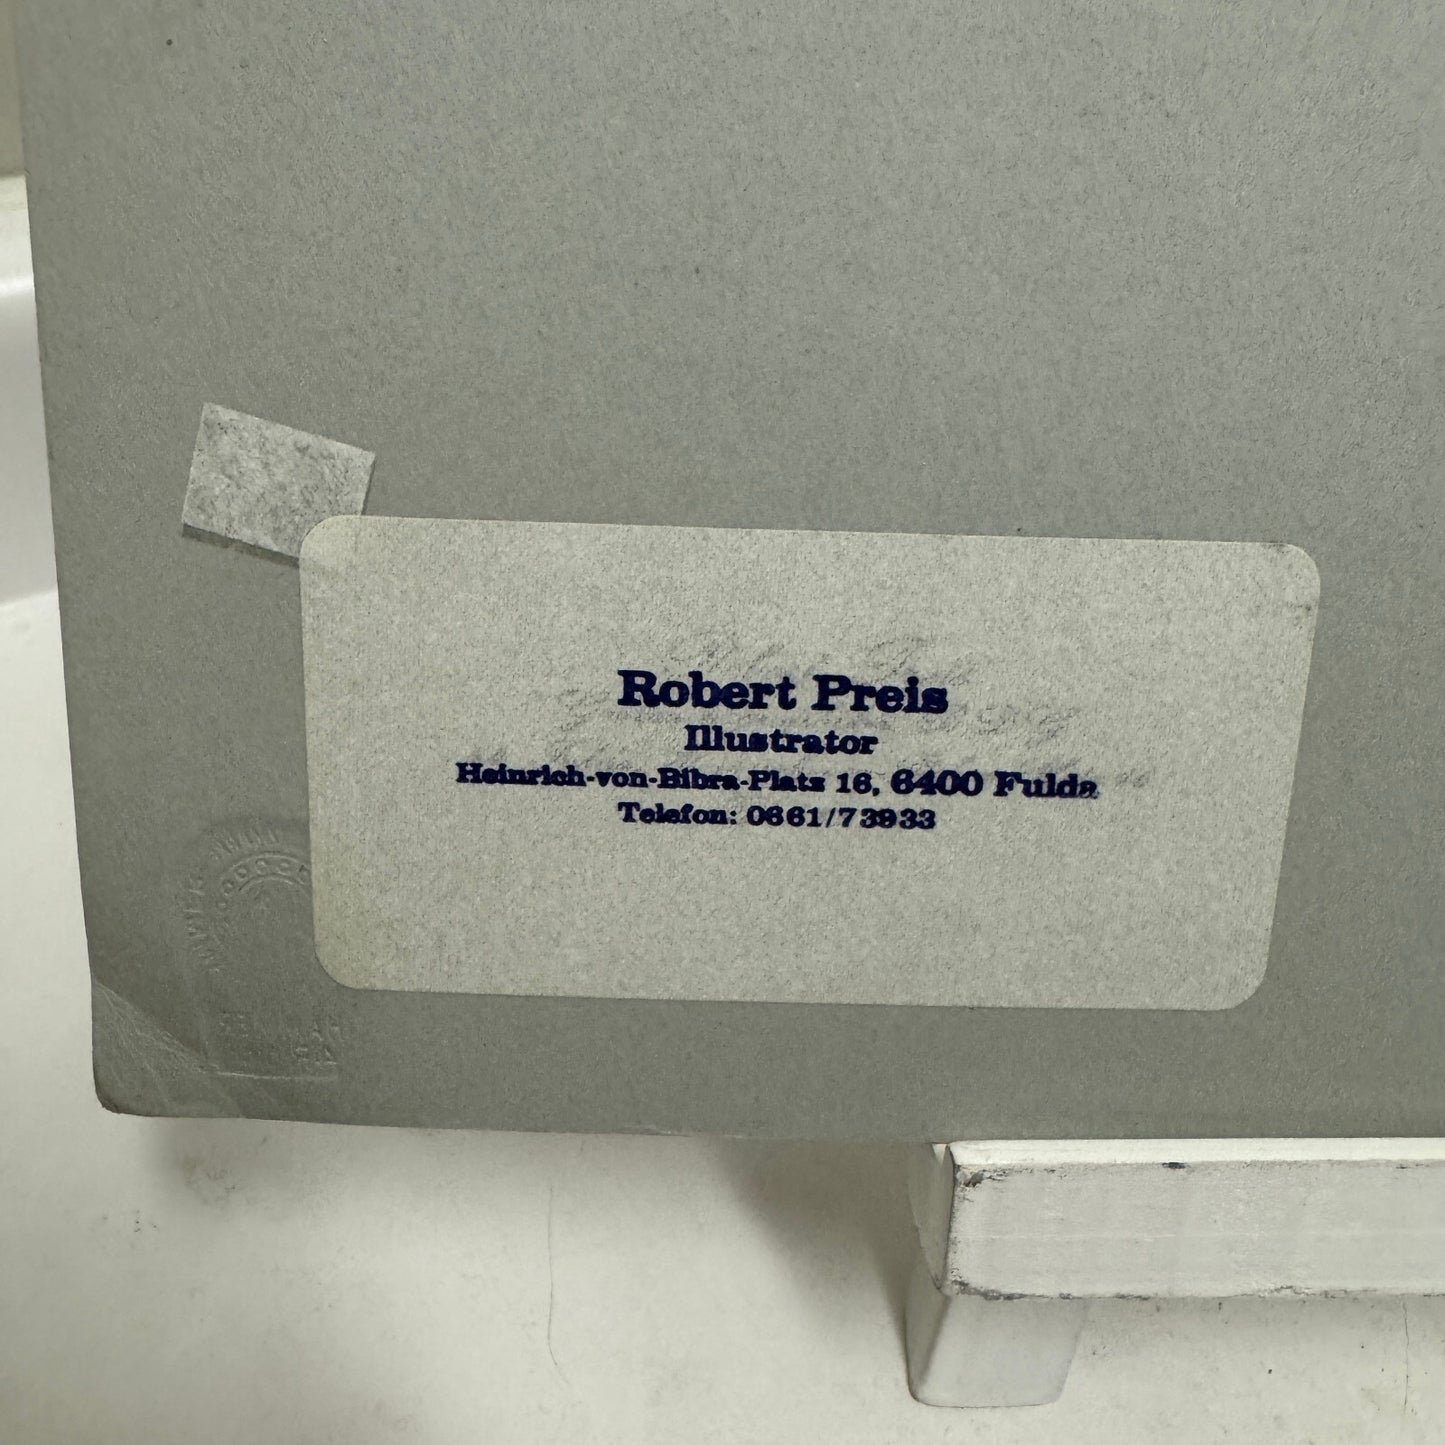 Robert Preis
Illustrator
Heinrich-von-Bibra-Platz 16, 6400 Fulda
Telefon: 0661/73933